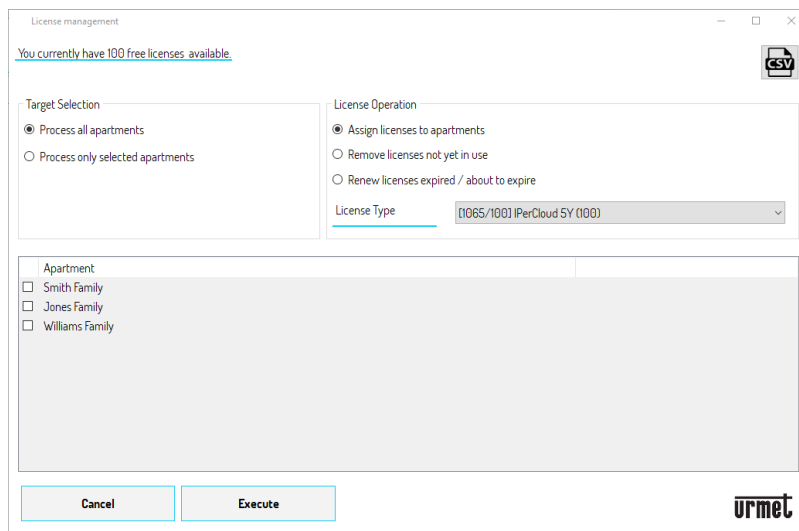 License management
You currently have 100 free licenses available.
CSV
Target Selection
Process all apartments
Process only selected apartments
License Operation
Assign licenses to apartments
Remove licenses not yet in use
Renew licenses expired / about to expire
License Type
[1065/100] IPerCloud 5Y (100)
Apartment
Smith Family
Jones Family
Williams Family
Cancel
Execute
urmet